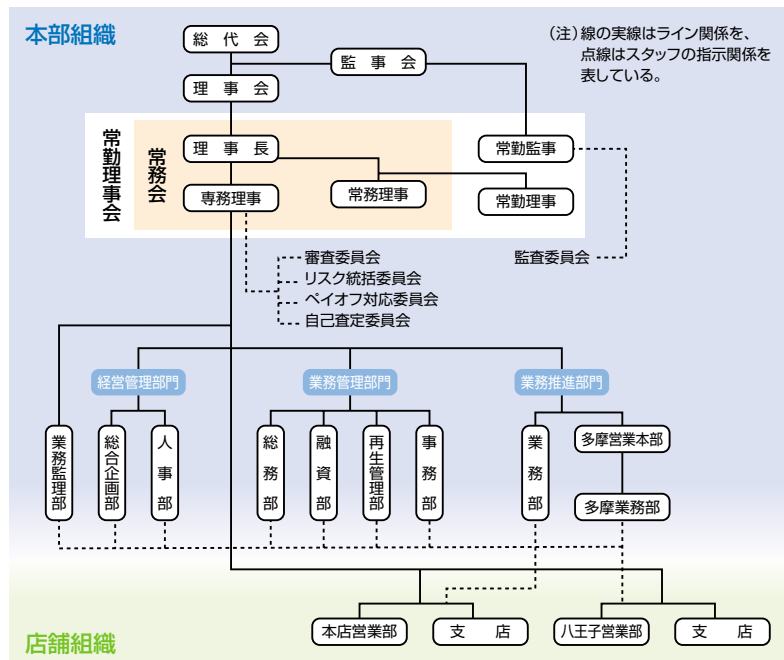 本部組織
総代会
監事会
(注)線の実線はライン関係を、
点線はスタッフの指示関係を
表している。
理事会
常勤理事会
常務会
理事長
常勤監事
専務理事
常務理事
常勤理事
審査委員会
リスク統括委員会
ペイオフ対応委員会
自己査定委員会
監査委員会
経営管理部門
業務管理部門
業務推進部門
業務監理部
総合企画部
人事部
総務部
融資部
再生管理部
事務部
業務部
多摩営業本部
多摩業務部
本店営業部
支店
八王子営業部
支店
店舗組織